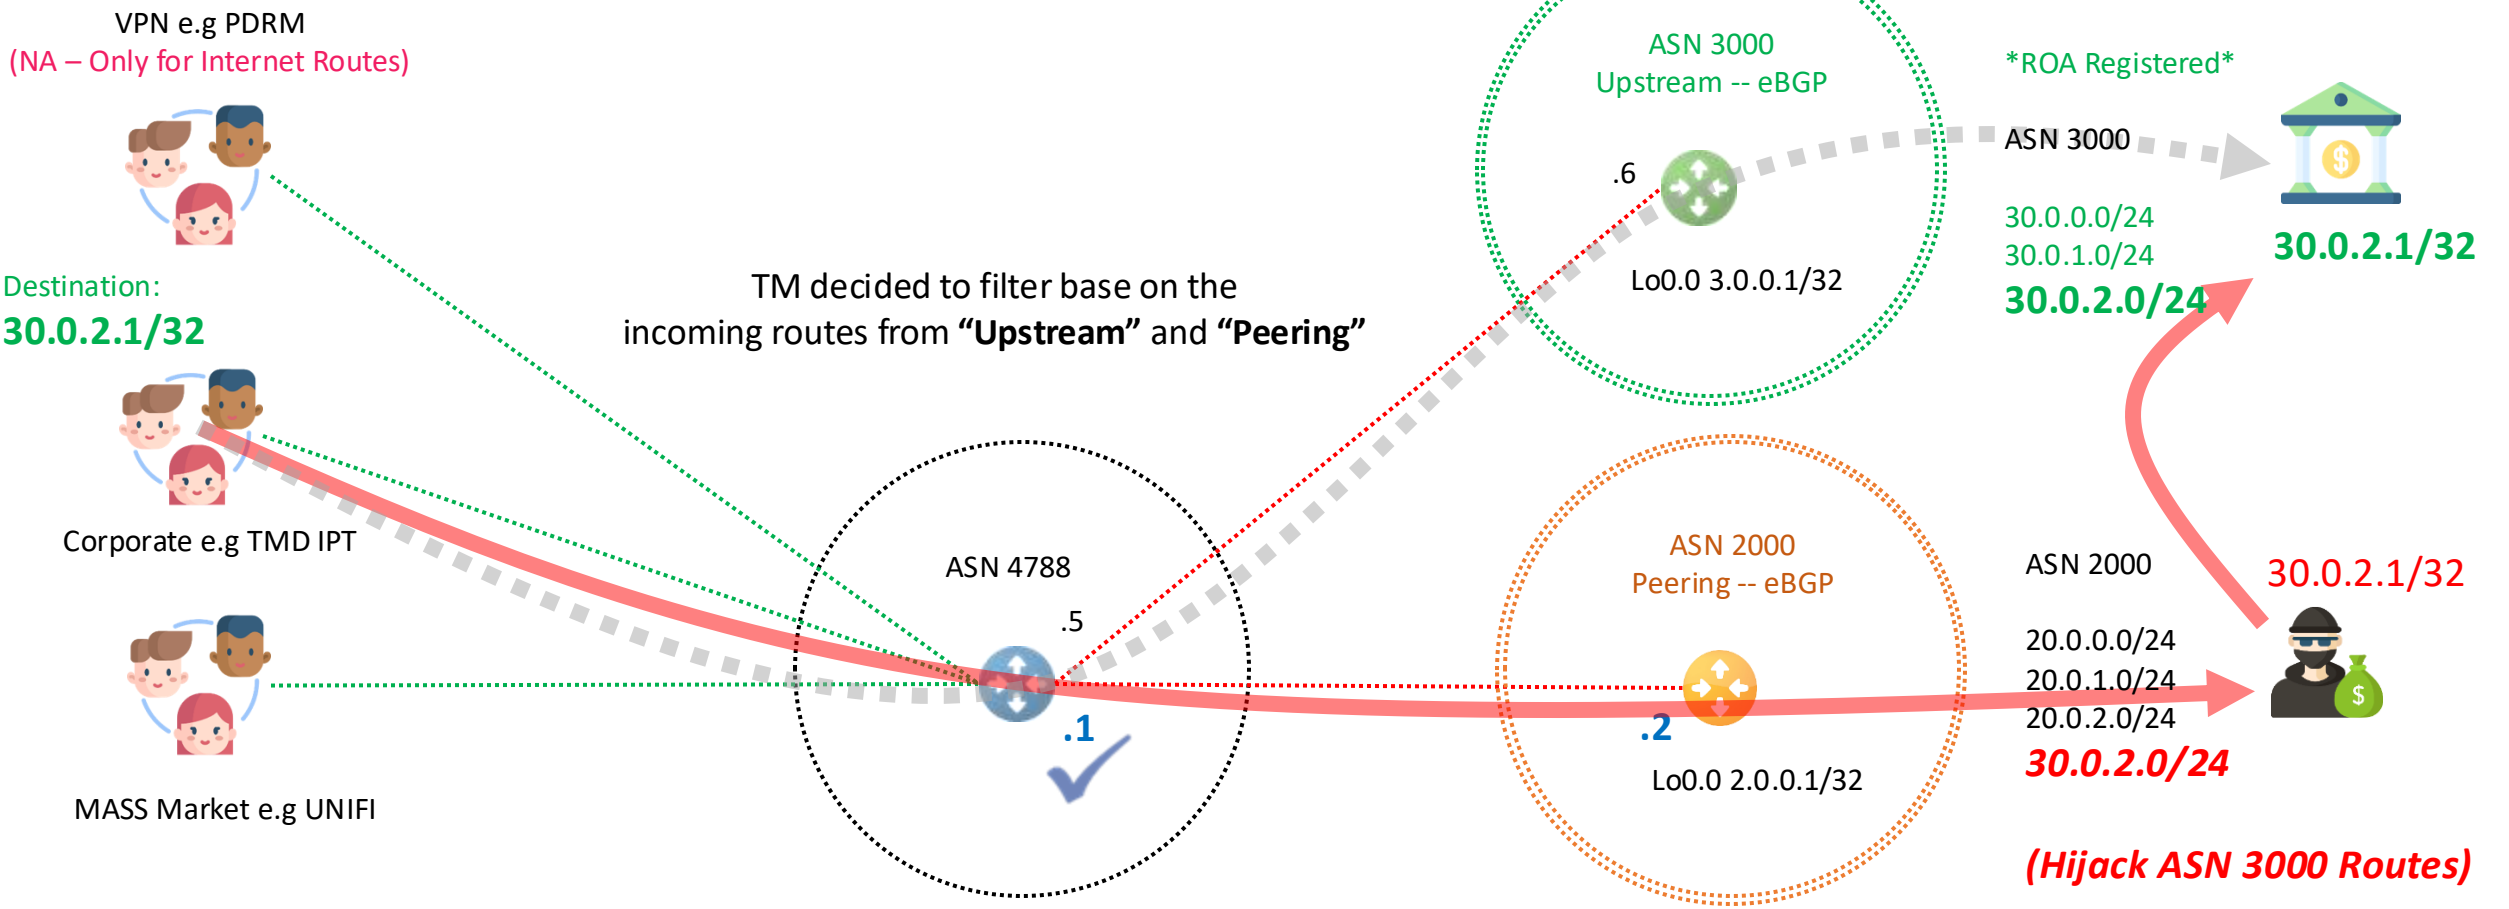 VPN e.g PDRM
(NA – Only for Internet Routes)
Destination:
30.0.2.1/32
Corporate e.g TMD IPT
MASS Market e.g UNIFI
TM decided to filter base on the
incoming routes from “Upstream” and “Peering”
ASN 4788
.5
.1
ASN 3000
Upstream -- eBGP
.6
Lo0.0 3.0.0.1/32
ASN 2000
Peering -- eBGP
.2
Lo0.0 2.0.0.1/32
*ROA Registered*
ASN 3000
30.0.0.0/24
30.0.1.0/24
30.0.2.0/24
30.0.2.1/32
ASN 2000
30.0.2.1/32
20.0.0.0/24
20.0.1.0/24
20.0.2.0/24
30.0.2.0/24
(Hijack ASN 3000 Routes)
$
$